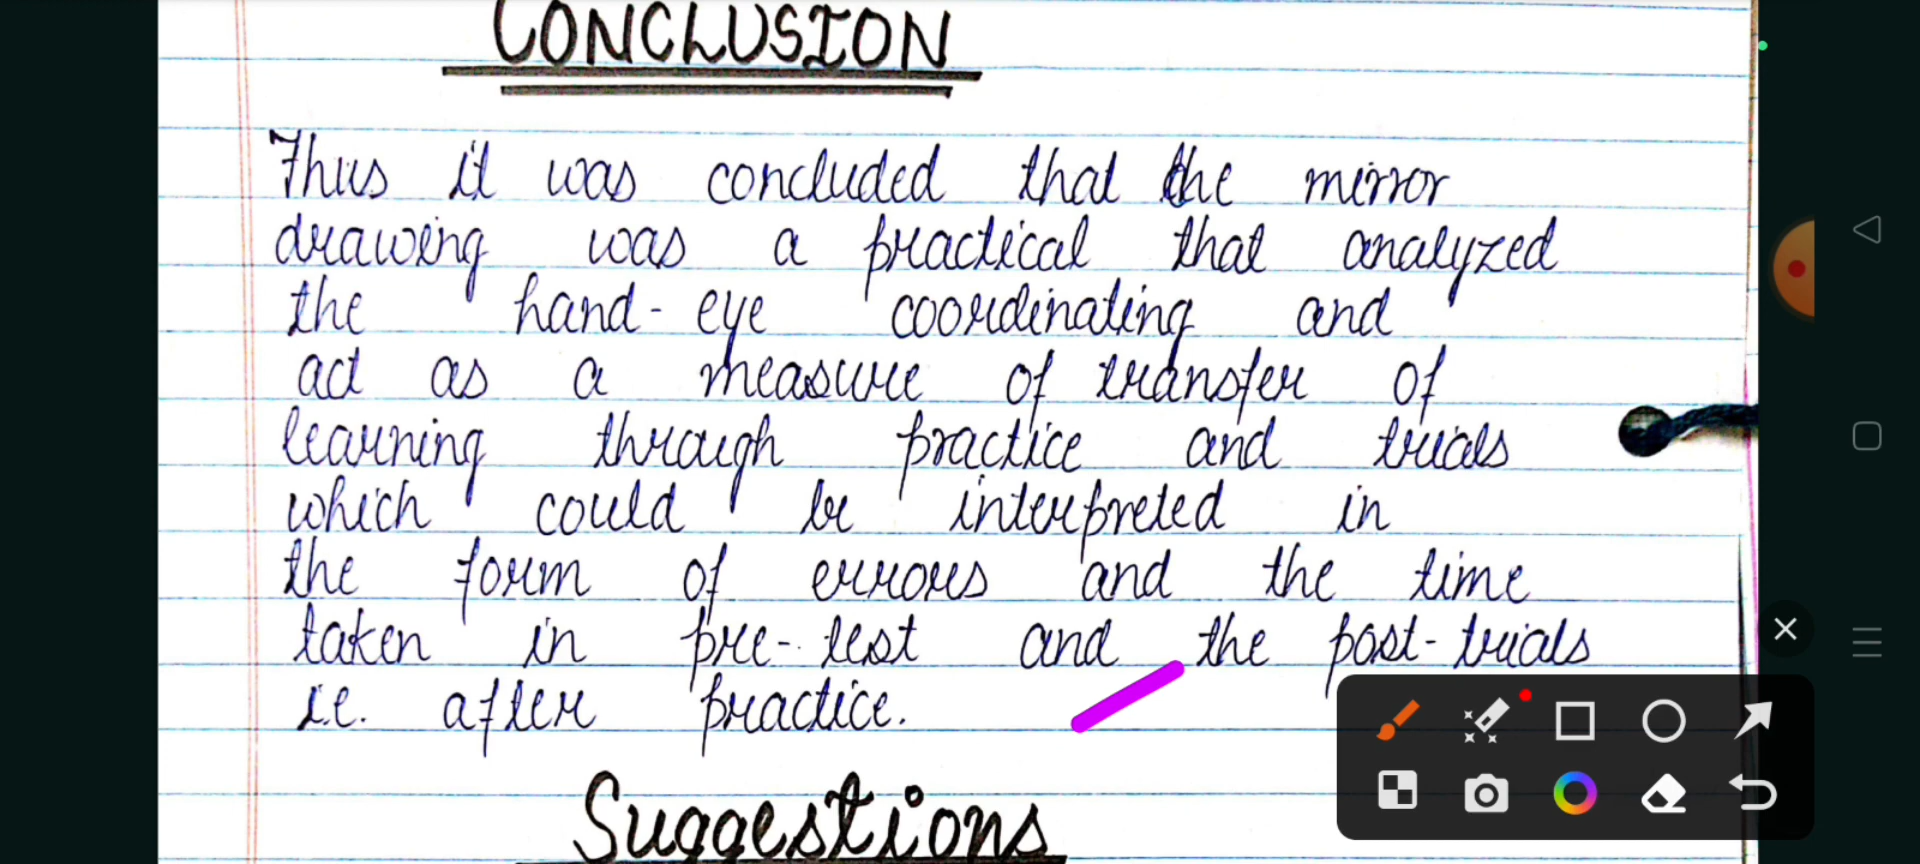 CONCLUSION
Thus it was concluded that the mirror
drawing was a practical that analyzed
the hand-eye coordinating and
act as a measure of transfer of
learning through practice and trials
which could be interpreted in
the form of errors and the time
taken in pre-test and the post-trials
i.e. after practice.
Suggestions